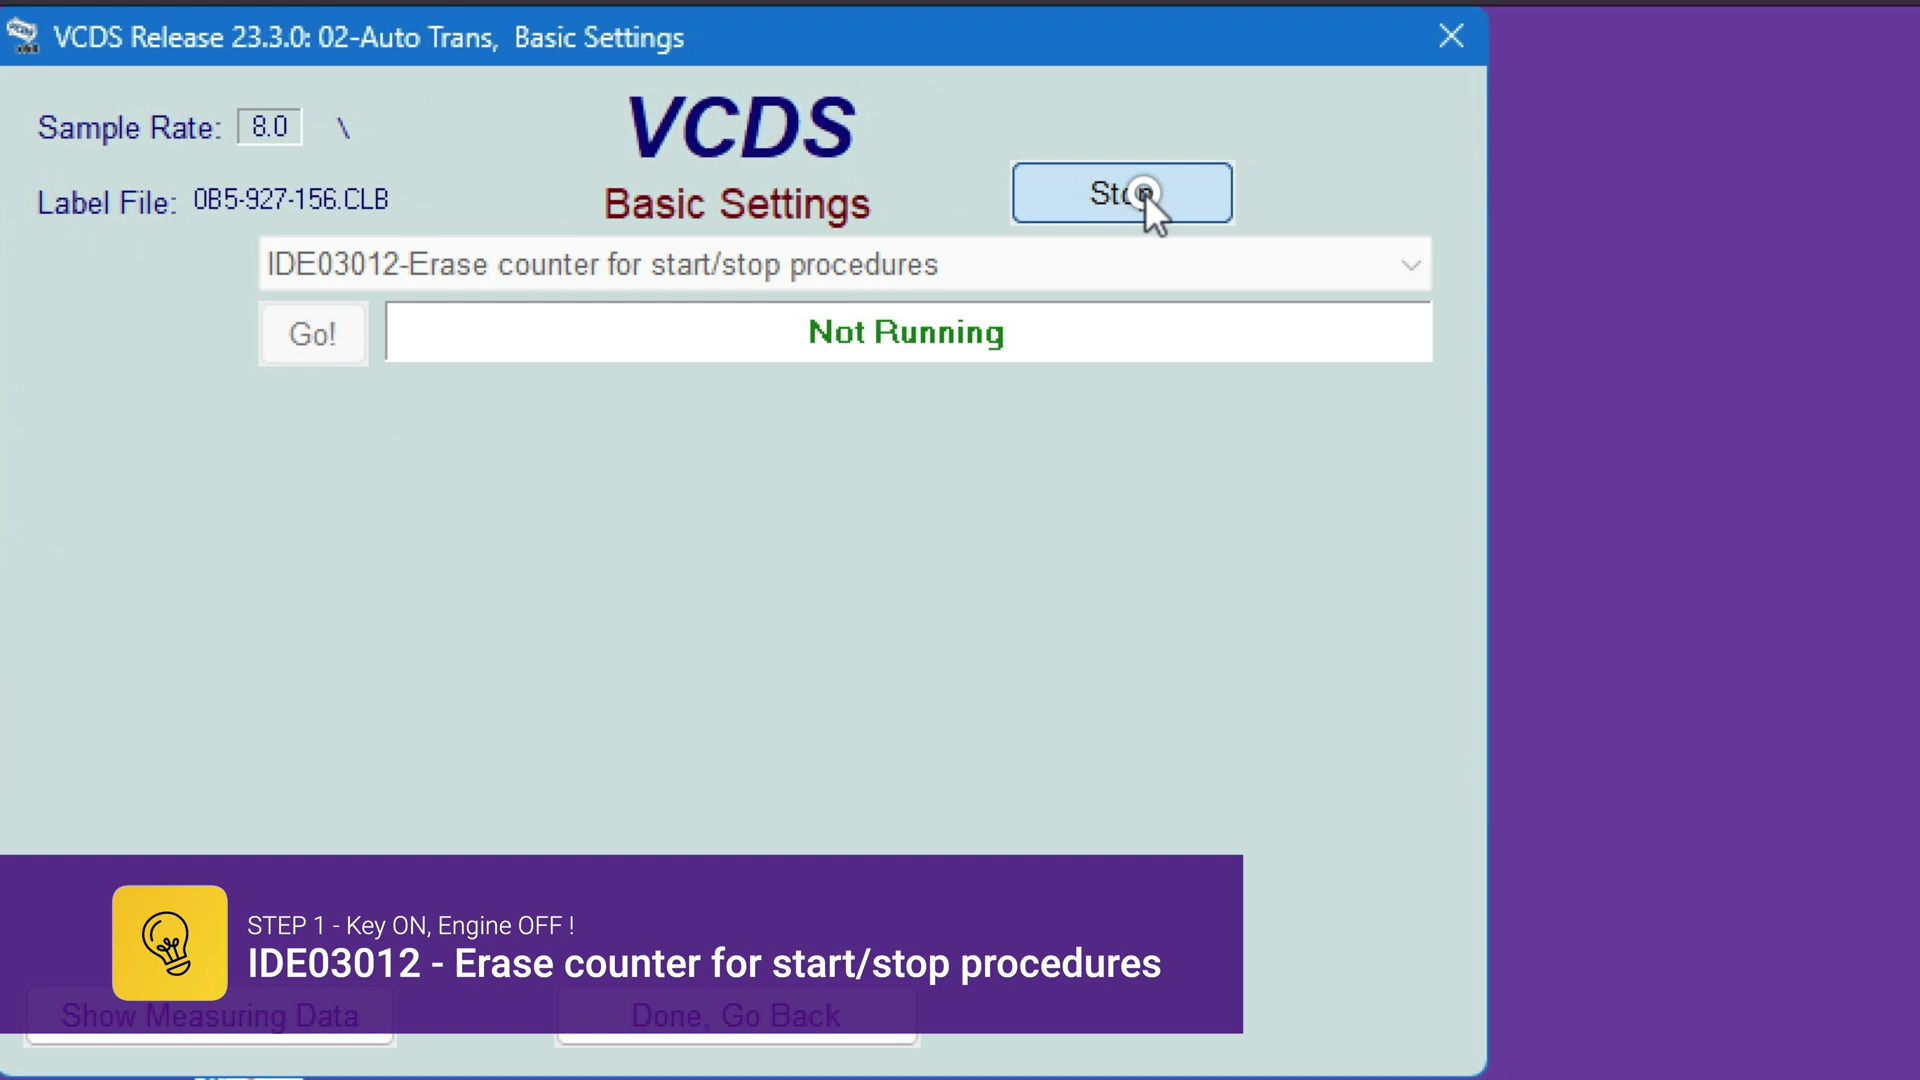 VCDS Release 23.3.0: 02-Auto Trans, Basic Settings
Sample Rate: 8.0 \
VCDS
Label File: 0B5-927-156.CLB
Basic Settings
Stop
IDE03012-Erase counter for start/stop procedures
Go!
Not Running
STEP 1 - Key ON, Engine OFF !
IDE03012 - Erase counter for start/stop procedures
Show Measuring Data
Done, Go Back